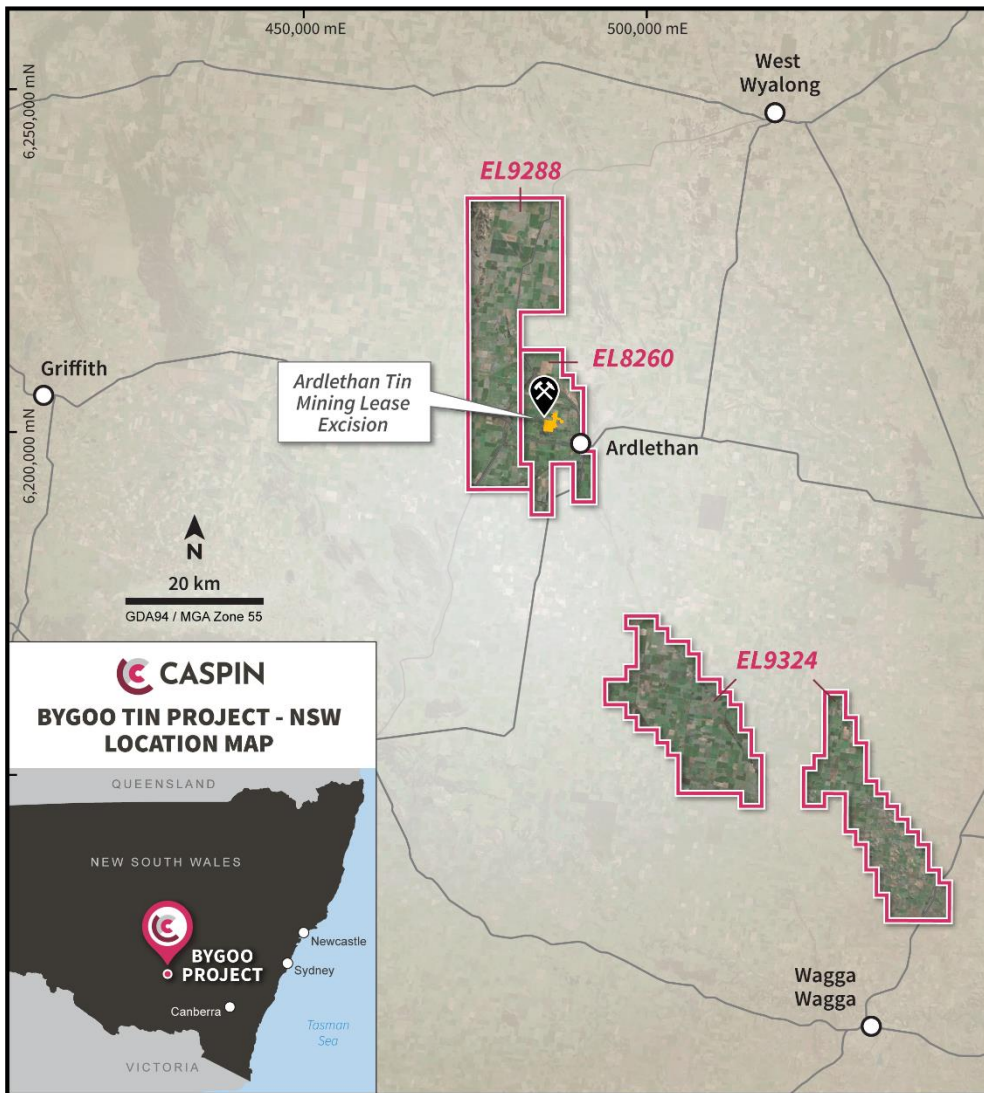 450,000 mE
500,000 mE
6,250,000 mN
6,200,000 mN
West
Wyalong
EL9288
EL8260
Griffith
Ardlethan Tin
Mining Lease
Excision
Ardlethan
N
20 km
GDA94 / MGA Zone 55
EL9324
CASPIN
BYGOO TIN PROJECT - NSW
LOCATION MAP
QUEENSLAND
NEW SOUTH WALES
BYGOO
PROJECT
Newcastle
Sydney
Canberra
Tasman
Sea
VICTORIA
Wagga
Wagga